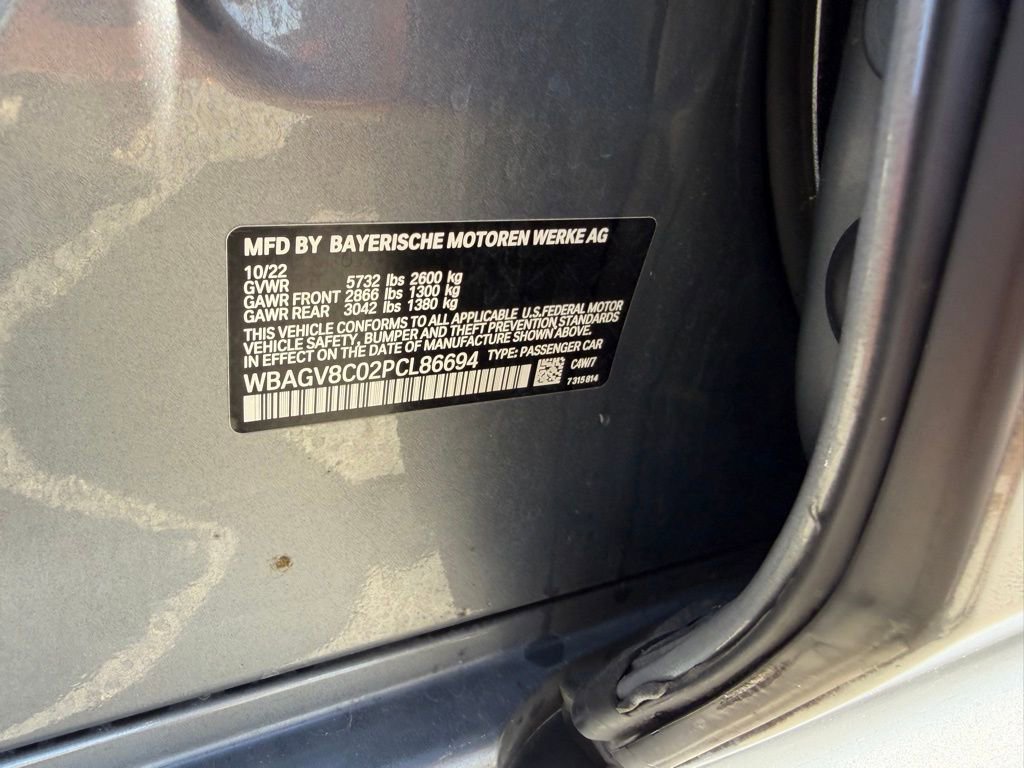 MFD BY BAYERISCHE MOTOREN WERKE AG
10/22
GVWR 5732 lbs 2600 kg
GAWR FRONT 2866 lbs 1300 kg
GAWR REAR 3042 lbs 1380 kg
THIS VEHICLE CONFORMS TO ALL APPLICABLE U.S.FEDERAL MOTOR
VEHICLE SAFETY, BUMPER AND THEFT PREVENTION STANDARDS
IN EFFECT ON THE DATE OF MANUFACTURE SHOWN ABOVE.
WBAGV8C02PCL86694 TYPE: PASSENGER CAR
C4W/7
7 315 814